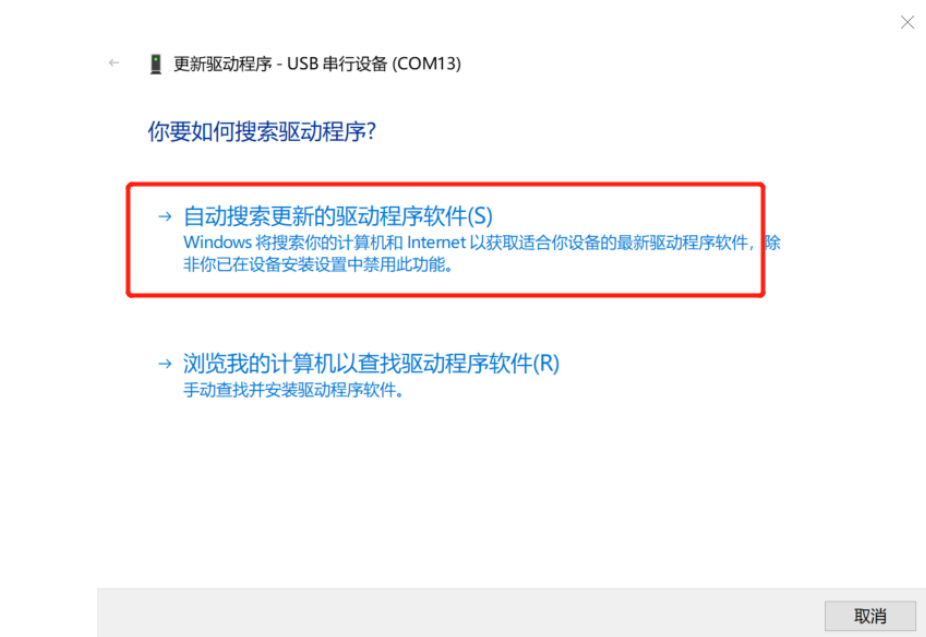 更新驱动程序 - USB 串行设备 (COM13)
你要如何搜索驱动程序?
自动搜索更新的驱动程序软件(S)
Windows 将搜索你的计算机和 Internet 以获取适合你设备的最新驱动程序软件，除
非你已在设备安装设置中禁用此功能。
浏览我的计算机以查找驱动程序软件(R)
手动查找并安装驱动程序软件。
取消